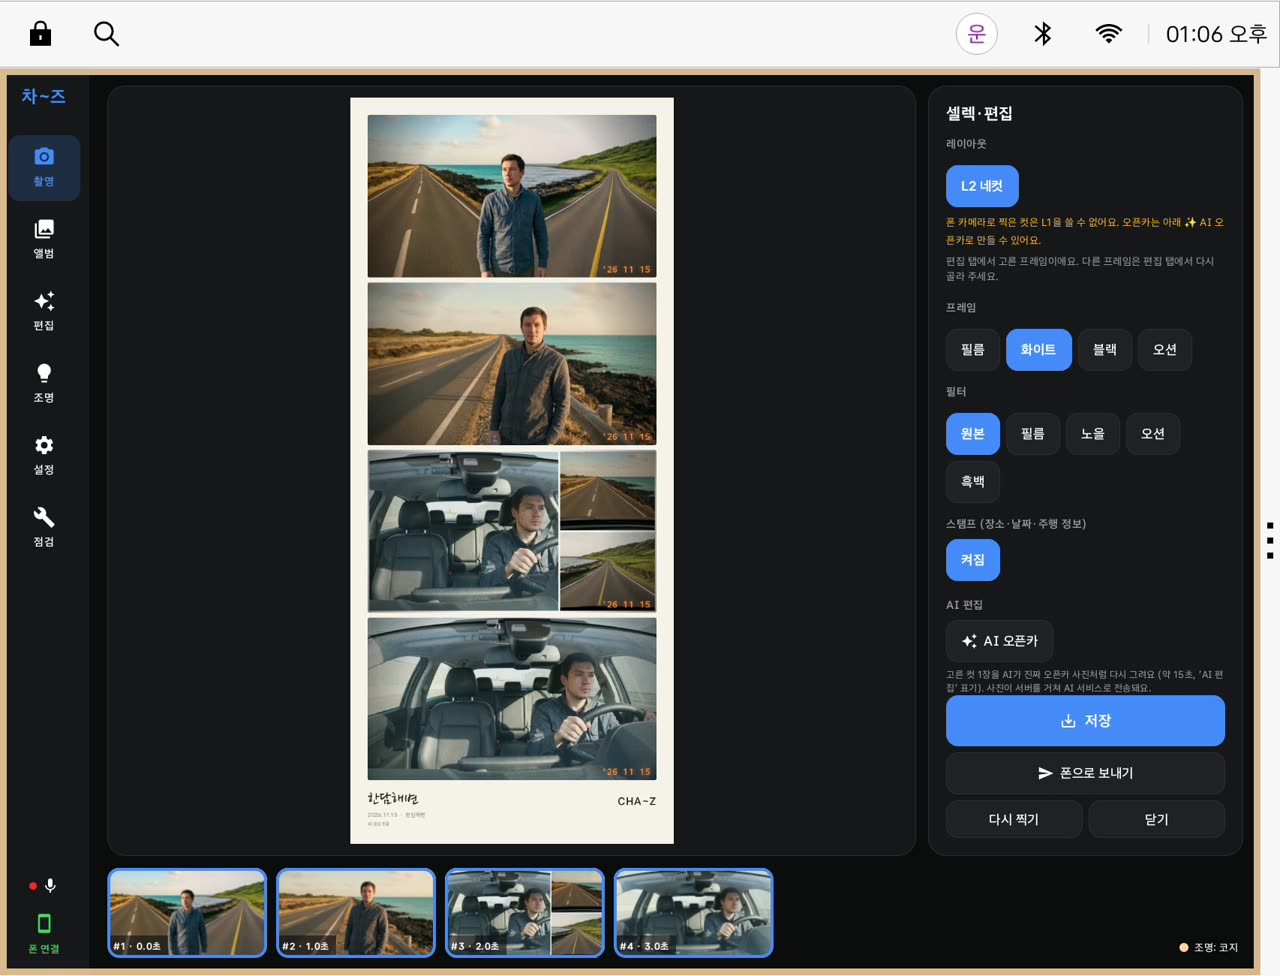 운
01:06 오후
차~즈
촬영
앨범
편집
조명
설정
점검
폰 연결
'26 11 15
'26 11 15
'26 11 15
'26 11 15
한담해변
CHA~Z
2026.11.15 · 한담해변
#1 · 0.0초
#2 · 1.0초
#3 · 2.0초
#4 · 3.0초
셀렉·편집
레이아웃
L2 네컷
폰 카메라로 찍은 컷은 L1을 쓸 수 없어요. 오픈카는 아래 ✨ AI 오
픈카로 만들 수 있어요.
편집 탭에서 고른 프레임이에요. 다른 프레임은 편집 탭에서 다시
골라 주세요.
프레임
필름
화이트
블랙
오션
필터
원본
필름
노을
오션
흑백
스탬프 (장소·날짜·주행 정보)
켜짐
AI 편집
AI 오픈카
고른 컷 1장을 AI가 진짜 오픈카 사진처럼 다시 그려요 (약 15초, ‘AI 편
집’ 표기). 사진이 서버를 거쳐 AI 서비스로 전송돼요.
저장
폰으로 보내기
다시 찍기
닫기
조명: 코지